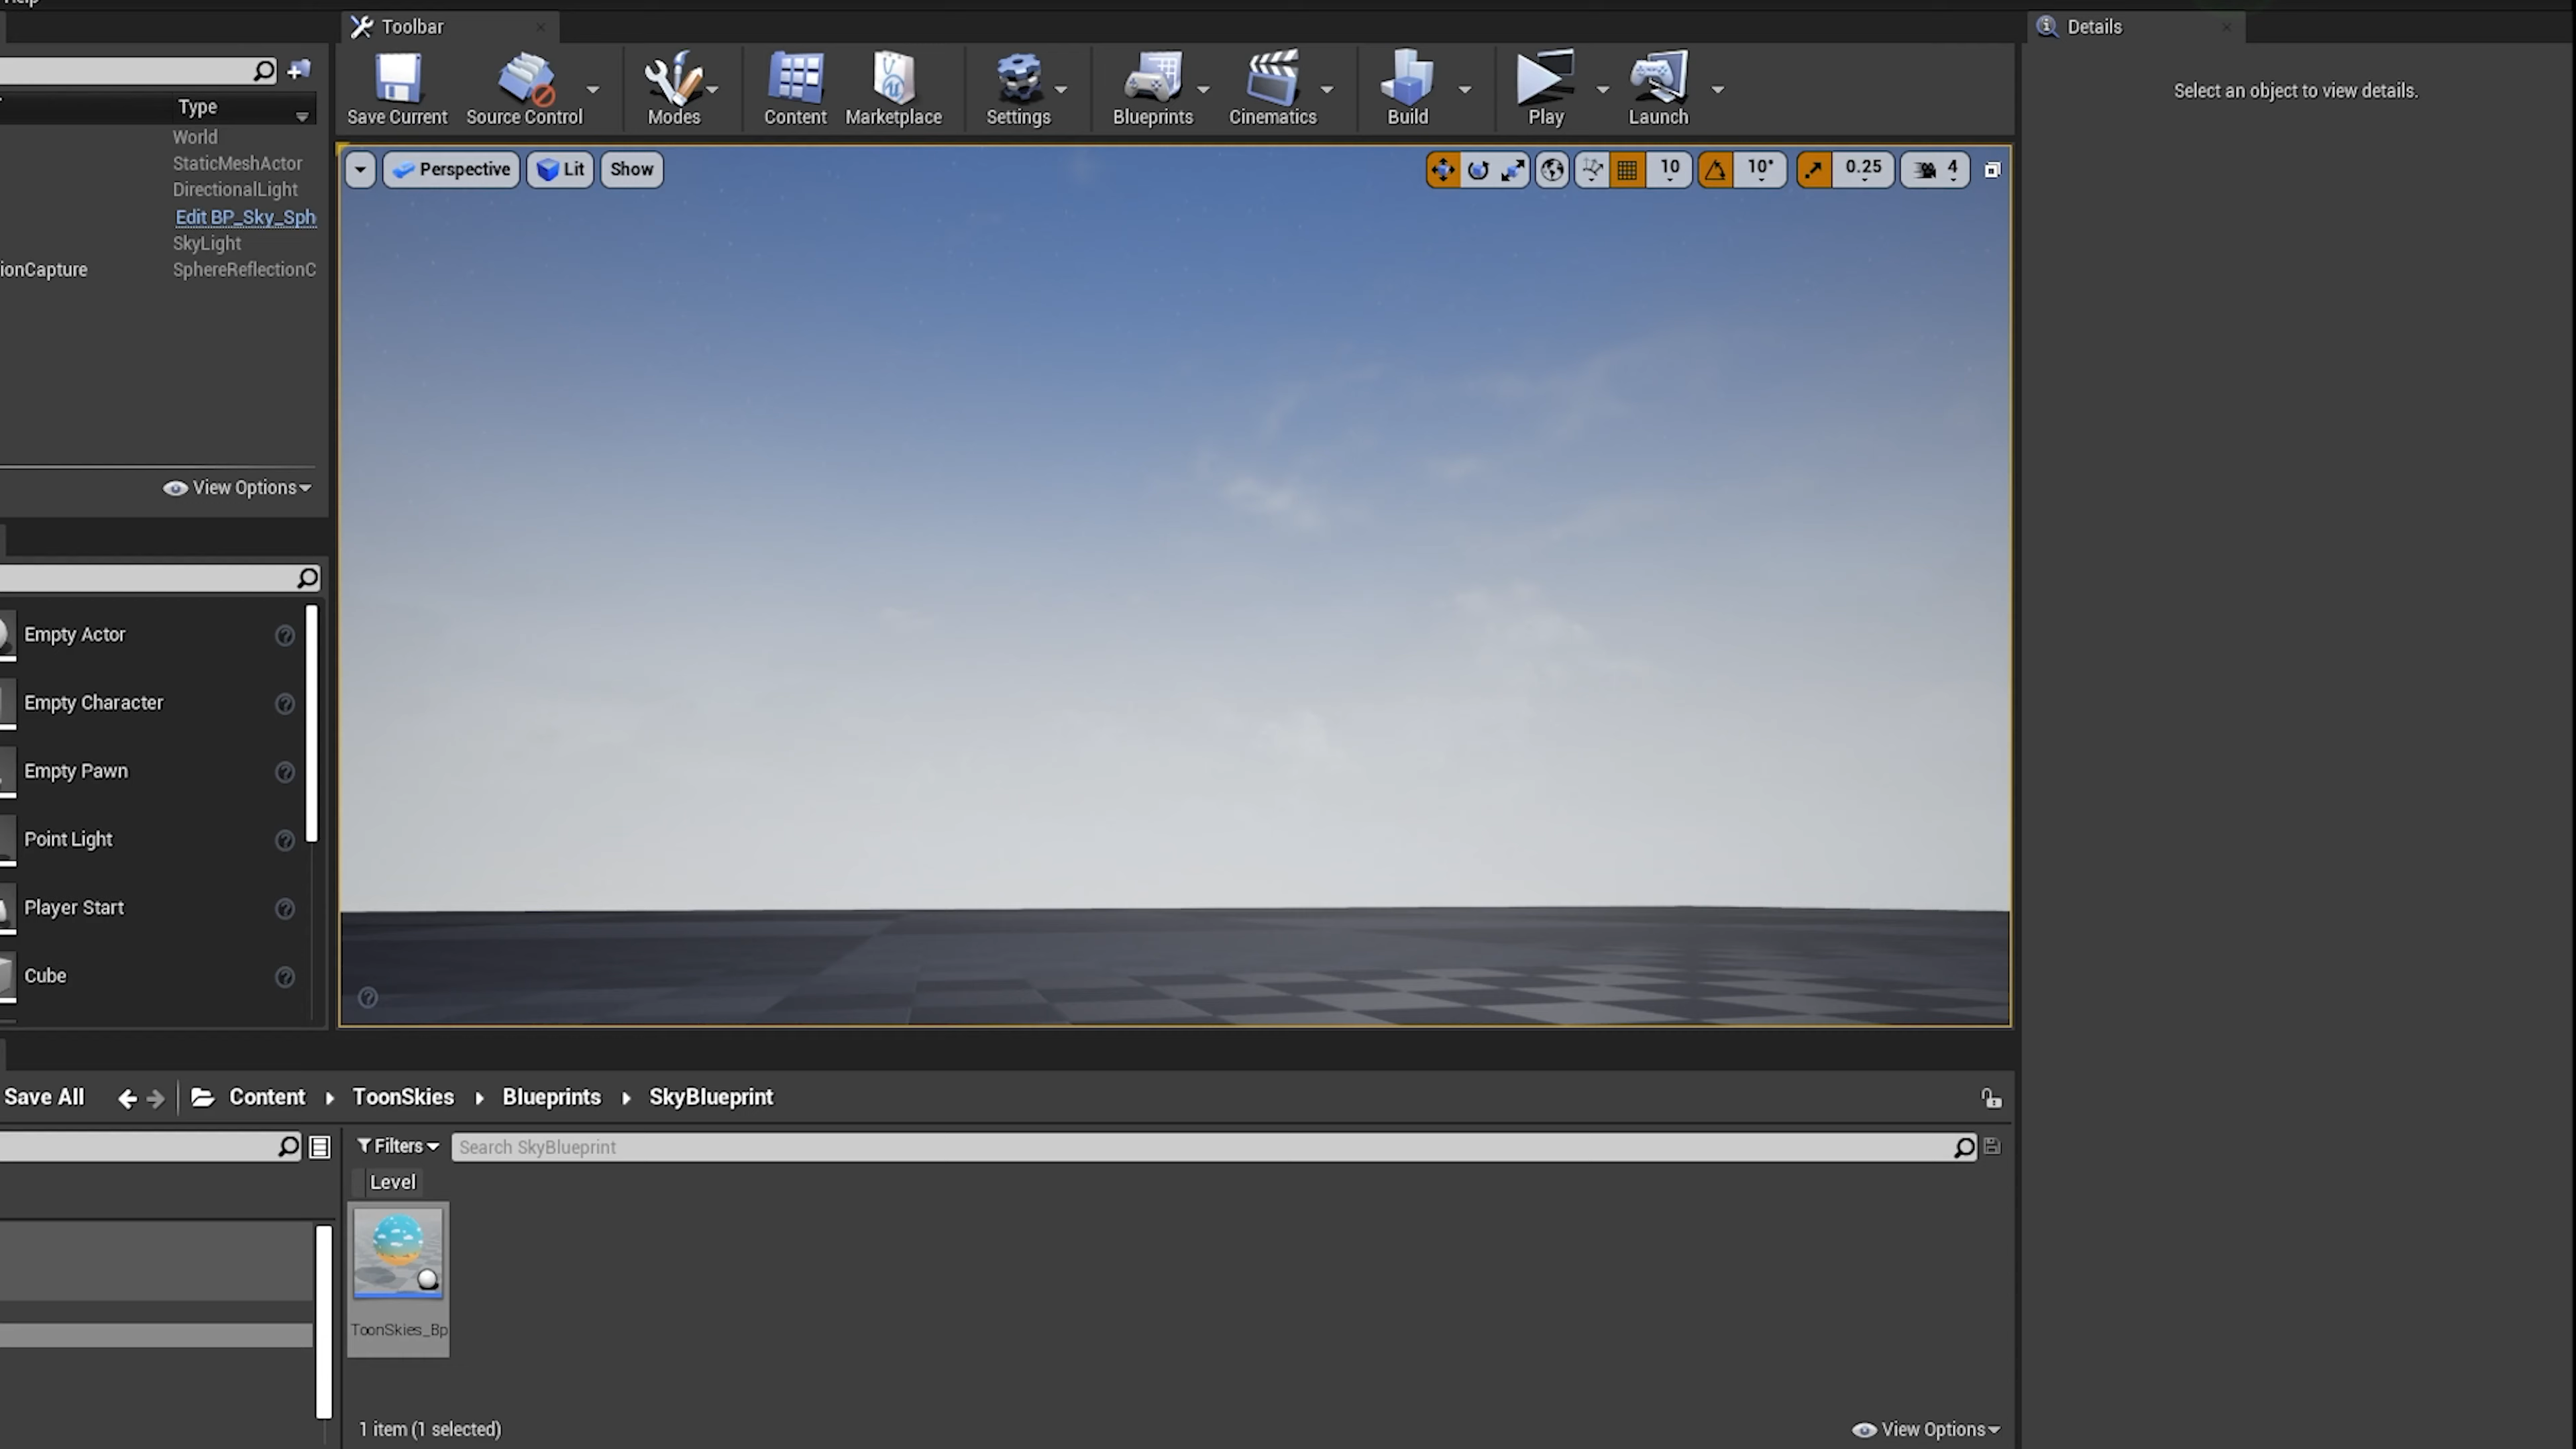 Help
Toolbar
Details
Save Current
Source Control
Modes
Content
Marketplace
Settings
Blueprints
Cinematics
Build
Play
Launch
Select an object to view details.
Type
World
StaticMeshActor
DirectionalLight
Edit BP_Sky_Sph
SkyLight
ionCapture
SphereReflectionC
View Options
Perspective
Lit
Show
10
10°
0.25
4
Empty Actor
Empty Character
Empty Pawn
Point Light
Player Start
Cube
Save All
Content
ToonSkies
Blueprints
SkyBlueprint
Filters
Search SkyBlueprint
Level
ToonSkies_Bp
1 item (1 selected)
View Options